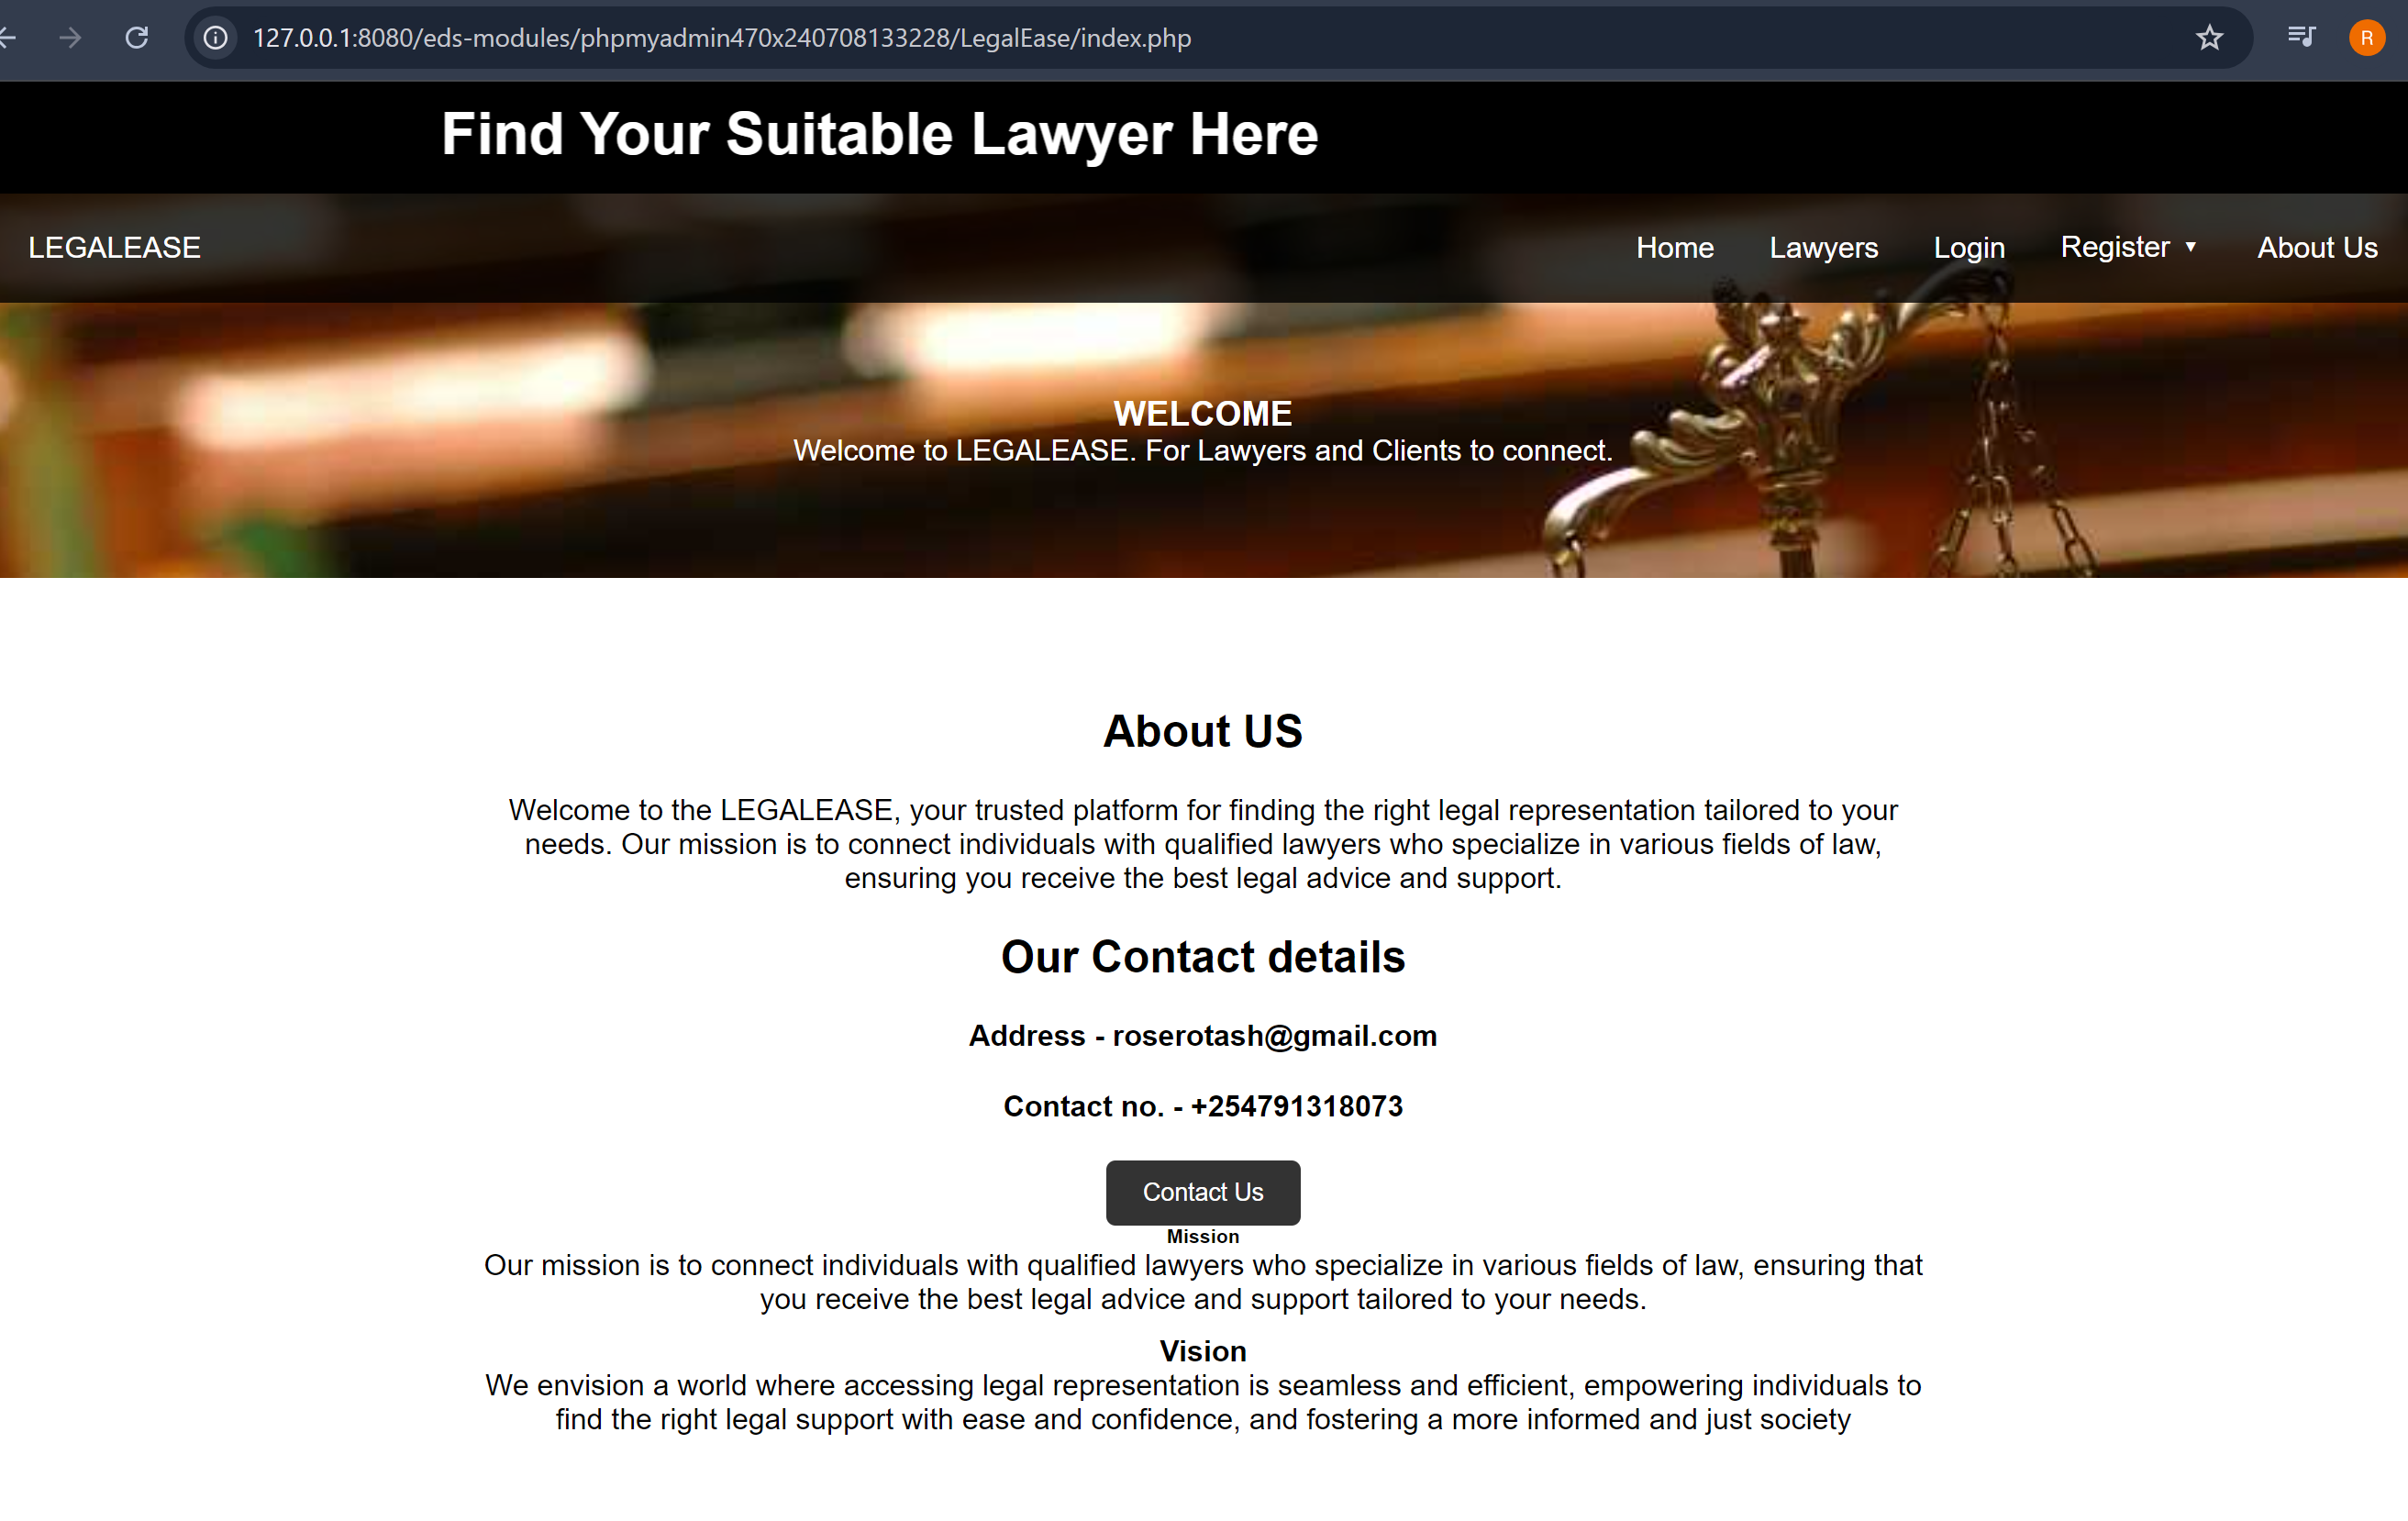 127.0.0.1:8080/eds-modules/phpmyadmin470x240708133228/LegalEase/index.php
R
Find Your Suitable Lawyer Here
LEGALEASE Home Lawyers Login Register ▼ About Us
WELCOME
Welcome to LEGALEASE. For Lawyers and Clients to connect.
About US
Welcome to the LEGALEASE, your trusted platform for finding the right legal representation tailored to your
needs. Our mission is to connect individuals with qualified lawyers who specialize in various fields of law,
ensuring you receive the best legal advice and support.
Our Contact details
Address - roserotash@gmail.com
Contact no. - +254791318073
Contact Us
Mission
Our mission is to connect individuals with qualified lawyers who specialize in various fields of law, ensuring that
you receive the best legal advice and support tailored to your needs.
Vision
We envision a world where accessing legal representation is seamless and efficient, empowering individuals to
find the right legal support with ease and confidence, and fostering a more informed and just society